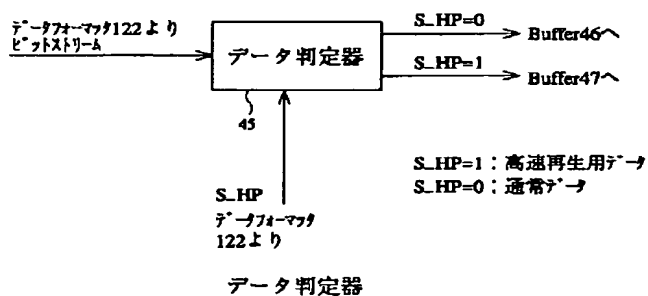 データフォーマッタ122より
ビットストリーム
データ判定器
45
S_HP=0
Buffer46へ
S_HP=1
Buffer47へ
S_HP
データフォーマッタ
122より
S_HP=1：高速再生用データ
S_HP=0：通常データ
データ判定器